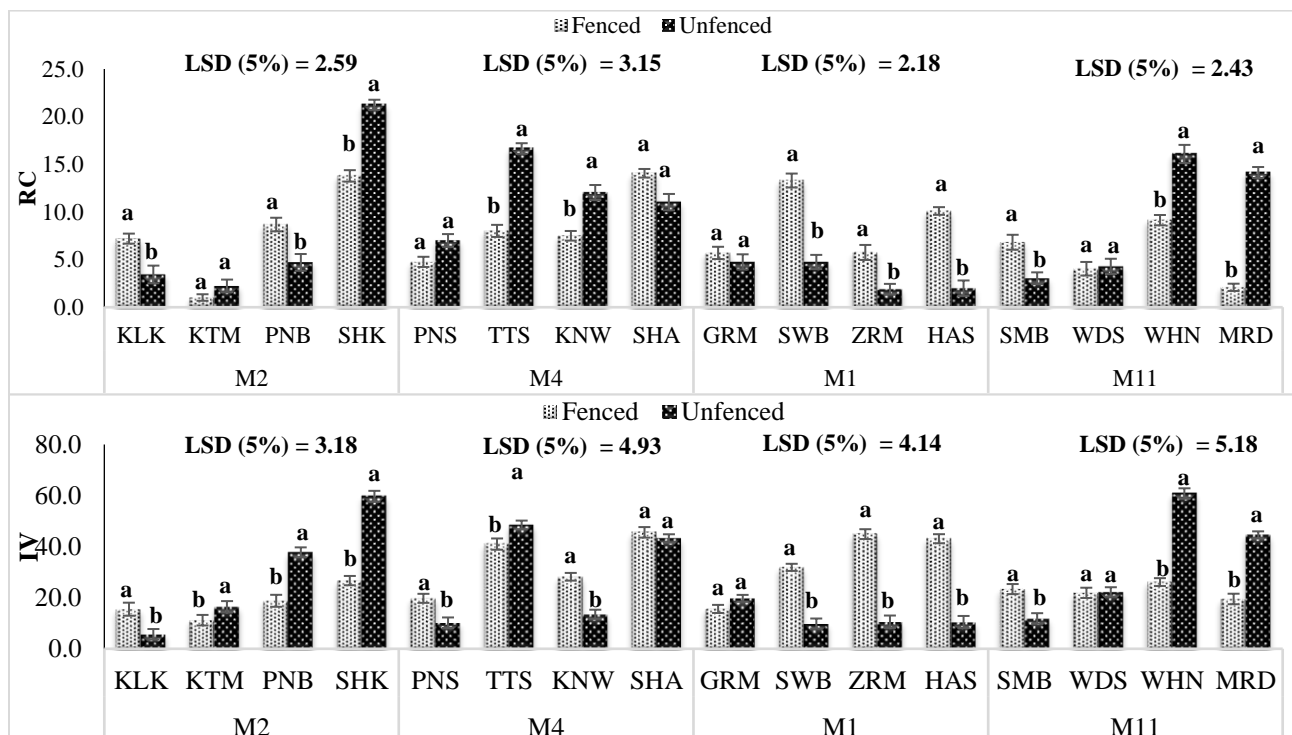 Fenced Unfenced
LSD (5%) = 2.59 LSD (5%) = 3.15 LSD (5%) = 2.18 LSD (5%) = 2.43
RC
25.0
20.0
15.0
10.0
5.0
0.0
a b a a a b b a a a b a b a a a a a a b a b a b a b a a b a b a
KLK KTM PNB SHK PNS TTS KNW SHA GRM SWB ZRM HAS SMB WDS WHN MRD
M2 M4 M1 M11
Fenced Unfenced
LSD (5%) = 3.18 LSD (5%) = 4.93 LSD (5%) = 4.14 LSD (5%) = 5.18
IV
80.0
60.0
40.0
20.0
0.0
a b b a b a b a a b b a a b a a a a a b a b a b a b a a b a b a
KLK KTM PNB SHK PNS TTS KNW SHA GRM SWB ZRM HAS SMB WDS WHN MRD
M2 M4 M1 M11